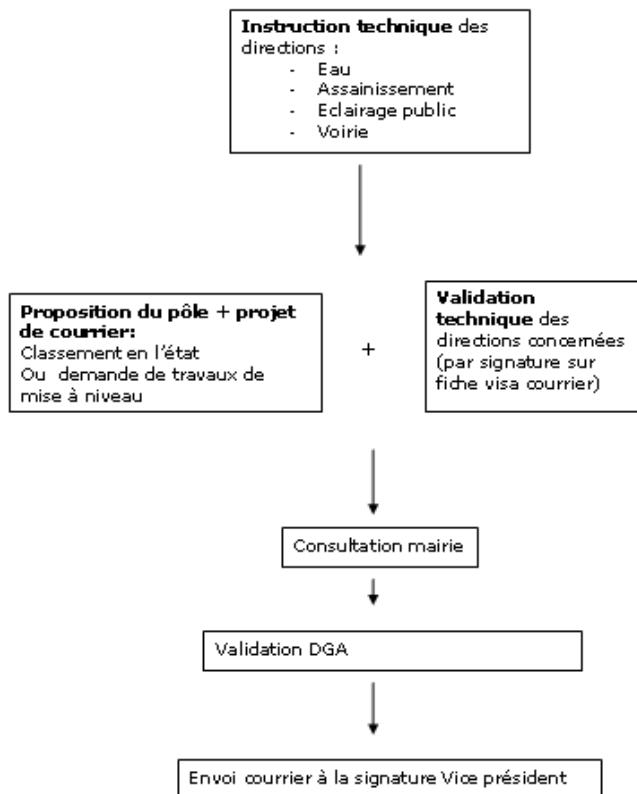 Instruction technique des
directions :
- Eau
- Assainissement
- Eclairage public
- Voirie
Proposition du pôle + projet
de courrier:
Classement en l'état
Ou demande de travaux de
mise à niveau
+
Validation
technique des
directions concernées
(par signature sur
fiche visa courrier)
Consultation mairie
Validation DGA
Envoi courrier à la signature Vice président